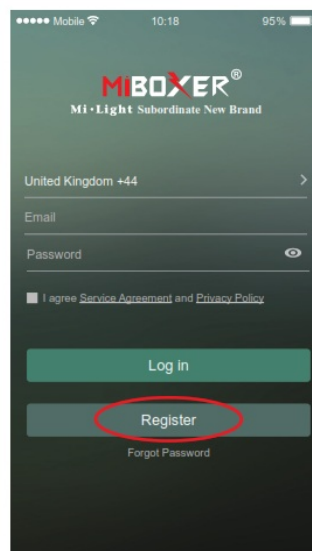 Mobile 10:18 95%
MIBOXER®
Mi•Light Subordinate New Brand
United Kingdom +44
Email
Password
I agree Service Agreement and Privacy Policy
Log in
Register
Forgot Password